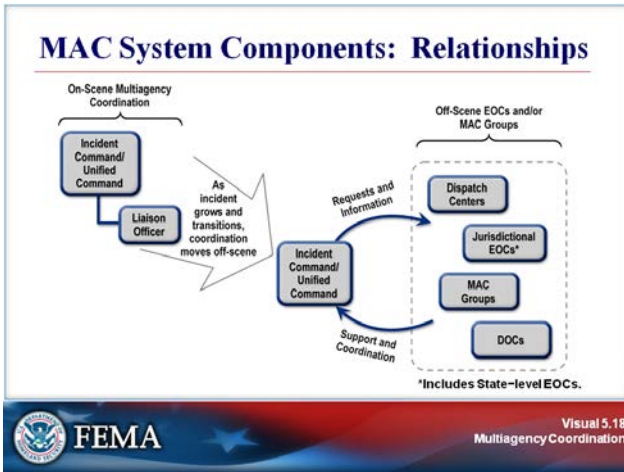 MAC System Components: Relationships
On-Scene Multiagency
Coordination
Incident
Command/
Unified
Command
Liaison
Officer
As
incident
grows and
transitions,
coordination
moves off-scene
Incident
Command/
Unified
Command
Requests and
Information
Support and
Coordination
Off-Scene EOCs and/or
MAC Groups
Dispatch
Centers
Jurisdictional
EOCs*
MAC
Groups
DOCs
*Includes State-level EOCs.
FEMA
Visual 5.18
Multiagency Coordination